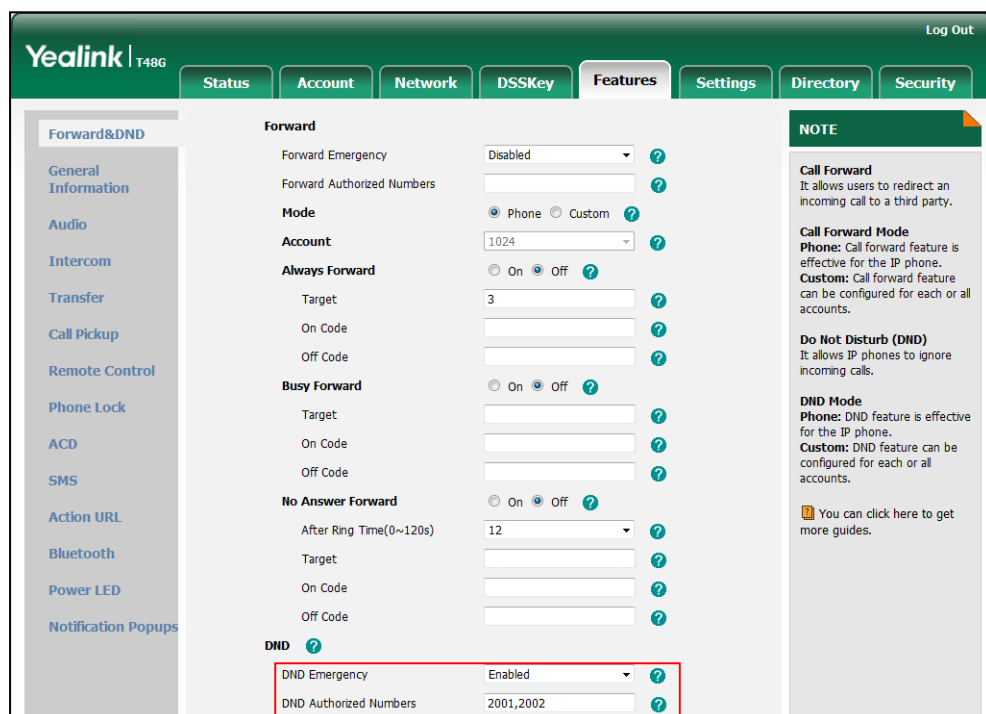 Log Out
Yealink | T48G
Status Account Network DSSKey Features Settings Directory Security
Forward&DND
General
Information
Audio
Intercom
Transfer
Call Pickup
Remote Control
Phone Lock
ACD
SMS
Action URL
Bluetooth
Power LED
Notification Popups
Forward
Forward Emergency Disabled ?
Forward Authorized Numbers ?
Mode Phone Custom ?
Account 1024 ?
Always Forward On Off ?
Target 3 ?
On Code ?
Off Code ?
Busy Forward On Off ?
Target ?
On Code ?
Off Code ?
No Answer Forward On Off ?
After Ring Time(0~120s) 12 ?
Target ?
On Code ?
Off Code ?
DND ?
DND Emergency Enabled ?
DND Authorized Numbers 2001,2002 ?
NOTE
Call Forward
It allows users to redirect an
incoming call to a third party.
Call Forward Mode
Phone: Call forward feature is
effective for the IP phone.
Custom: Call forward feature
can be configured for each or all
accounts.
Do Not Disturb (DND)
It allows IP phones to ignore
incoming calls.
DND Mode
Phone: DND feature is effective
for the IP phone.
Custom: DND feature can be
configured for each or all
accounts.
? You can click here to get
more guides.